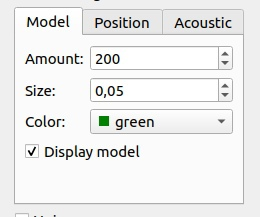 Model Position Acoustic
Amount: 200
Size: 0,05
Color: green
Display model